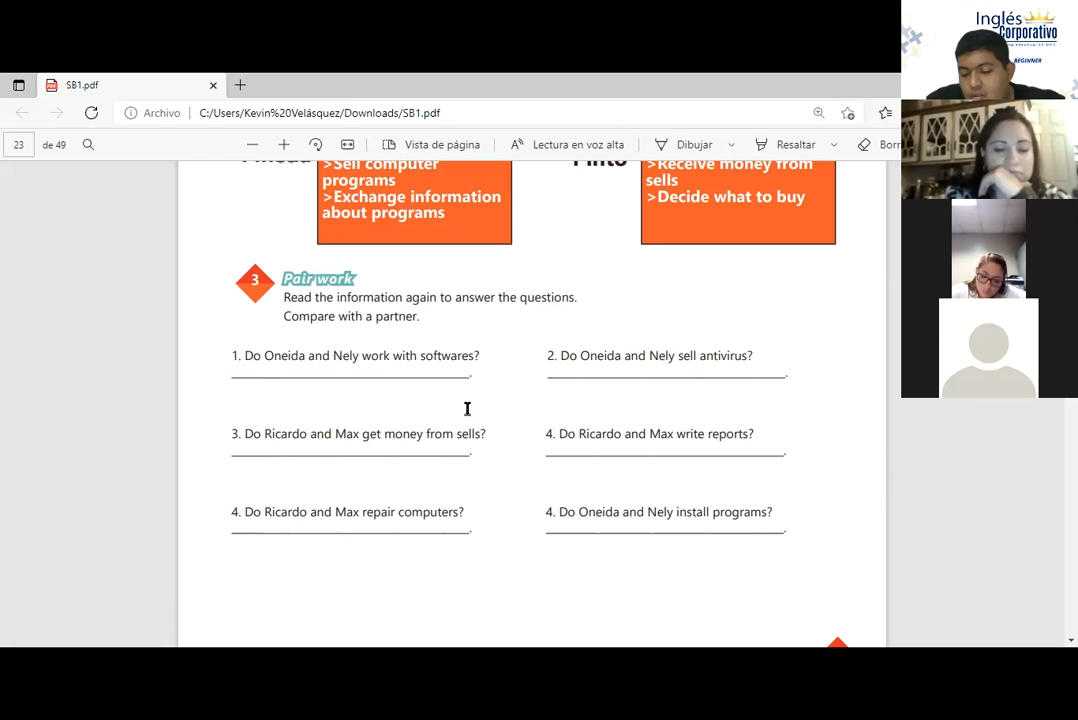 Inglés
Corporativo
BEGINNER
SB1.pdf
Archivo
C:/Users/Kevin%20Velásquez/Downloads/SB1.pdf
23
de 49
Vista de página
Lectura en voz alta
Dibujar
Resaltar
Borr
>Sell computer
programs
>Exchange information
about programs
Pinto
>Receive money from
sells
>Decide what to buy
3
Pair work
Read the information again to answer the questions.
Compare with a partner.
1. Do Oneida and Nely work with softwares?
2. Do Oneida and Nely sell antivirus?
3. Do Ricardo and Max get money from sells?
4. Do Ricardo and Max write reports?
4. Do Ricardo and Max repair computers?
4. Do Oneida and Nely install programs?